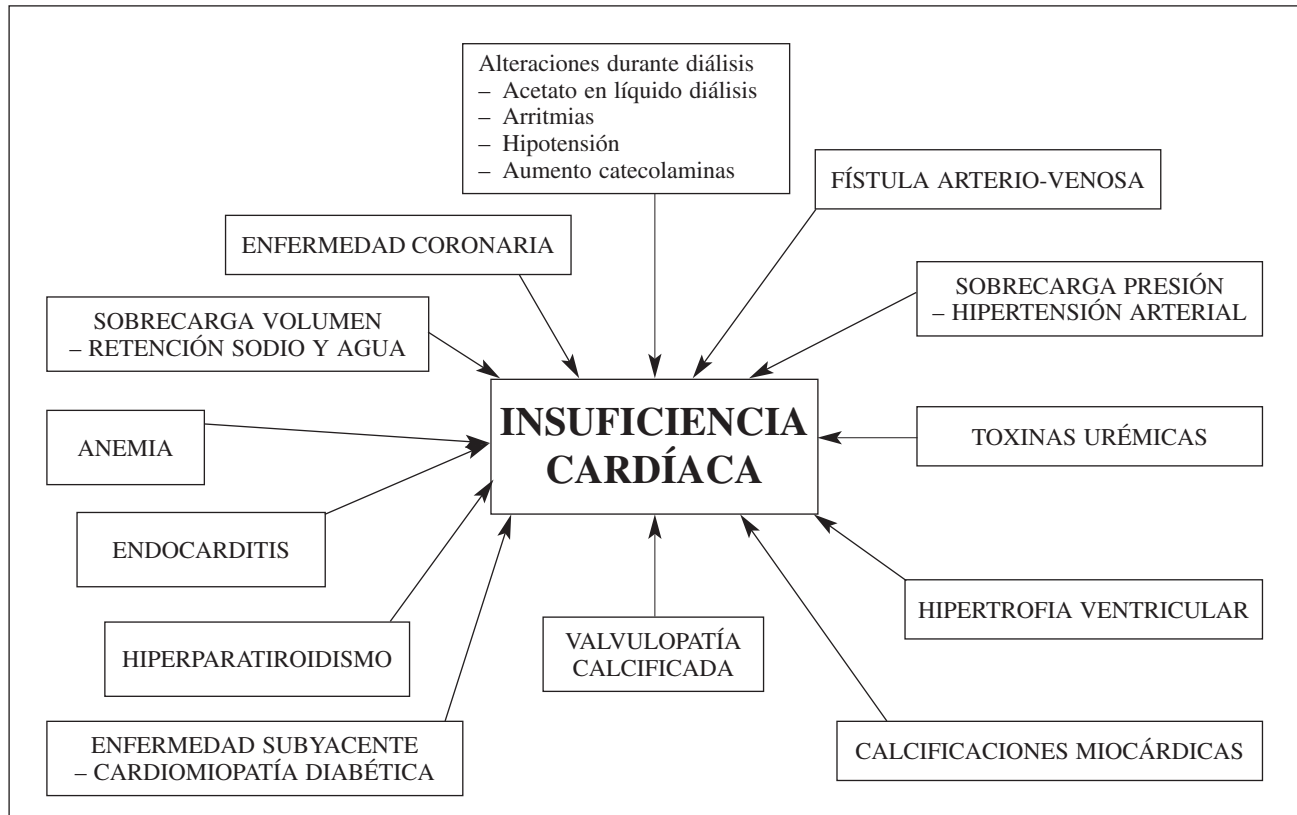 Alteraciones durante diálisis
– Acetato en líquido diálisis
– Arritmias
– Hipotensión
– Aumento catecolaminas
FÍSTULA ARTERIO-VENOSA
ENFERMEDAD CORONARIA
SOBRECARGA PRESIÓN
– HIPERTENSIÓN ARTERIAL
SOBRECARGA VOLUMEN
– RETENCIÓN SODIO Y AGUA
INSUFICIENCIA
CARDÍACA
ANEMIA
TOXINAS URÉMICAS
ENDOCARDITIS
HIPERTROFIA VENTRICULAR
HIPERPARATIROIDISMO
VALVULOPATÍA
CALCIFICADA
ENFERMEDAD SUBYACENTE
– CARDIOMIOPATÍA DIABÉTICA
CALCIFICACIONES MIOCÁRDICAS